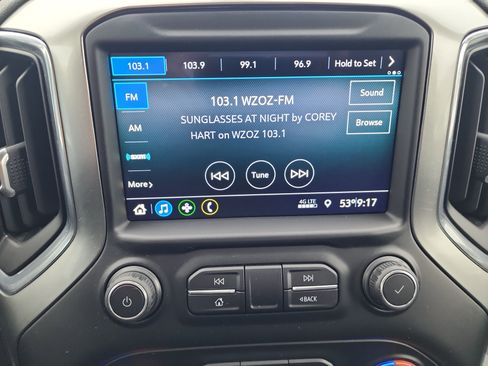 103.1 103.9 99.1 96.9 Hold to Set
FM
103.1 WZOZ-FM
Sound
AM
SUNGLASSES AT NIGHT by COREY
HART on WZOZ 103.1
Browse
More
Tune
4G LTE
53° 9:17
BACK